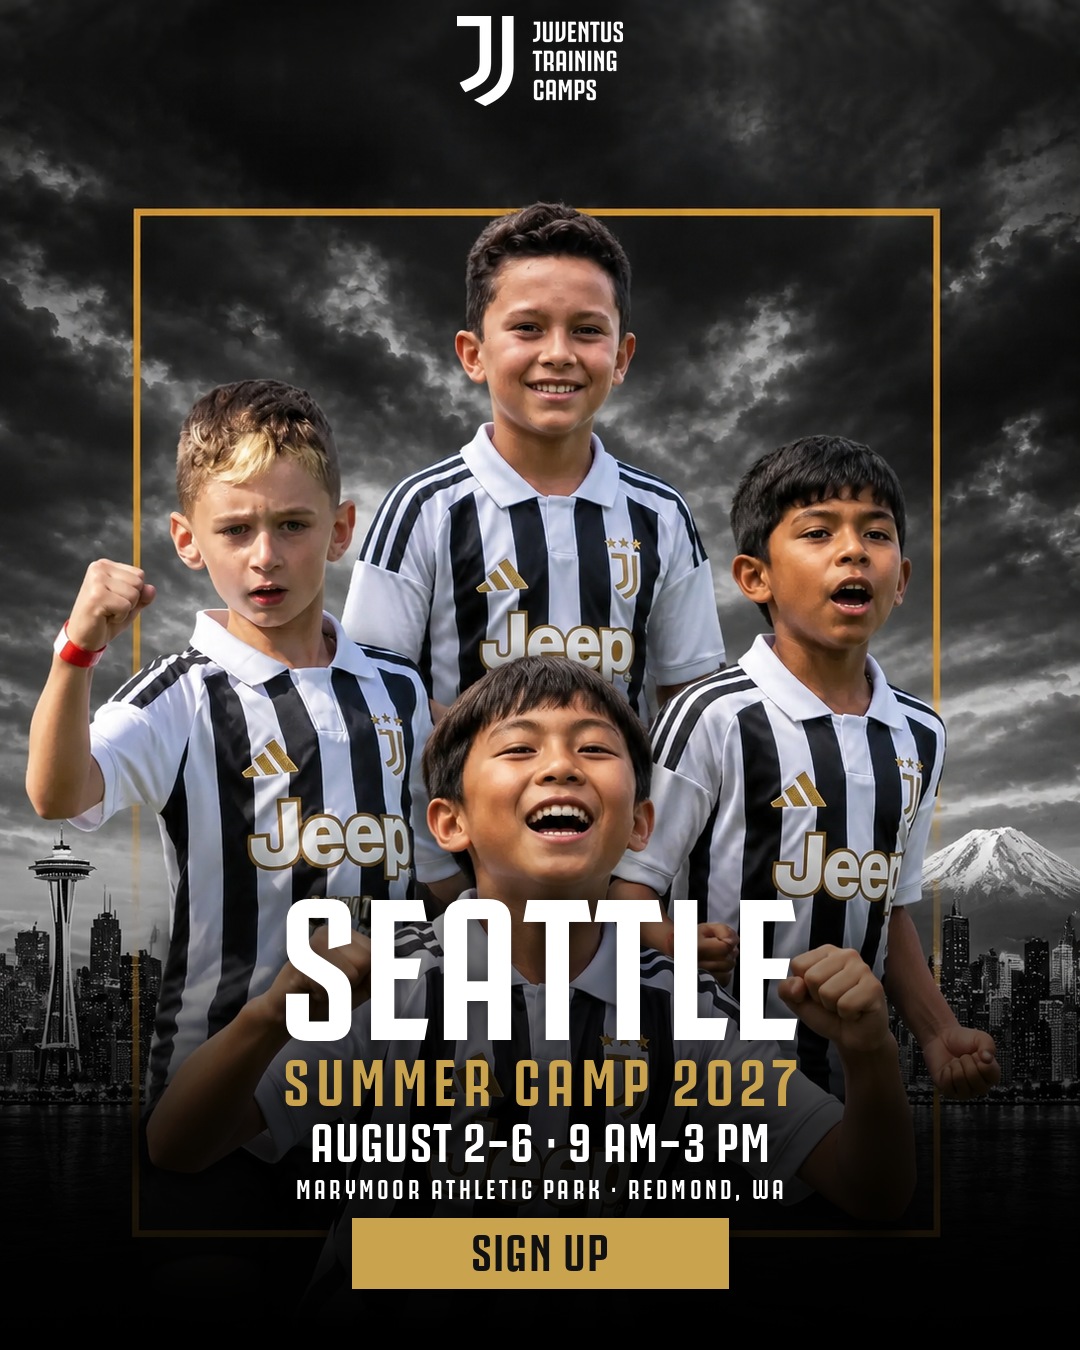 JUVENTUS
TRAINING
CAMPS
Jeep
Jeep
Jeep
SEATTLE
SUMMER CAMP 2027
AUGUST 2–6 · 9 AM–3 PM
MARYMOOR ATHLETIC PARK · REDMOND, WA
Jeep
SIGN UP